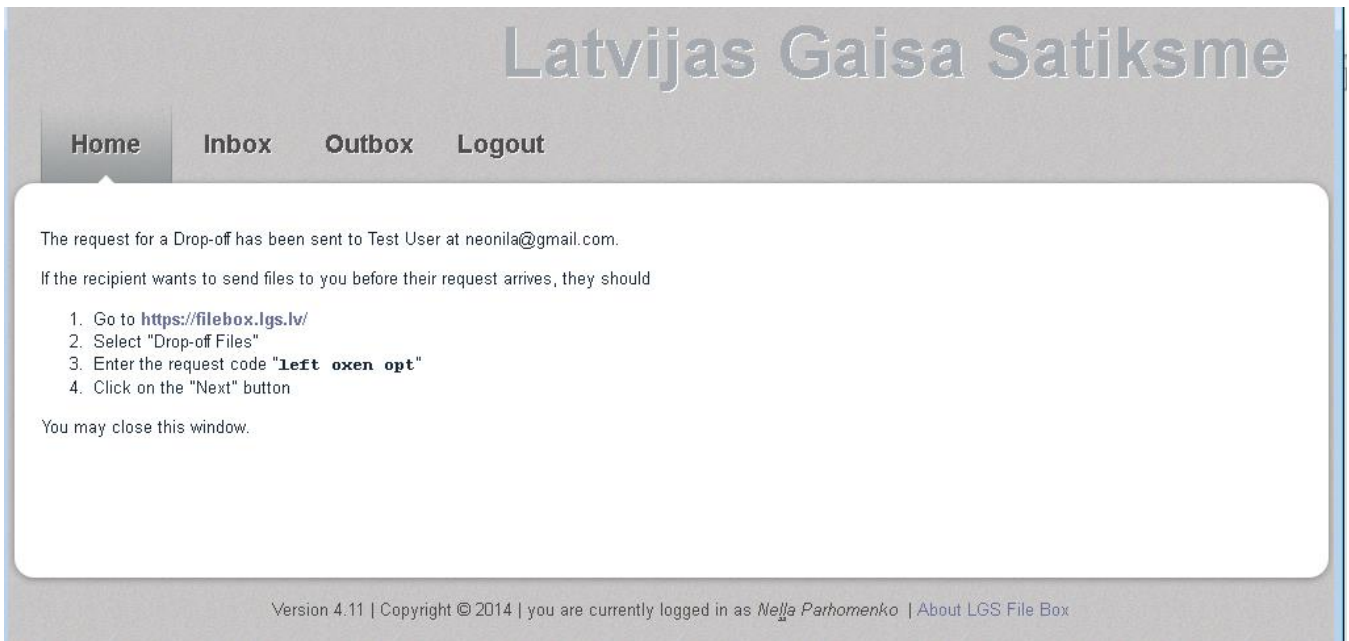 Latvijas Gaisa Satiksme
Home Inbox Outbox Logout
The request for a Drop-off has been sent to Test User at neonila@gmail.com.
If the recipient wants to send files to you before their request arrives, they should
1. Go to https://filebox.lgs.lv/
2. Select "Drop-off Files"
3. Enter the request code "left oxen opt"
4. Click on the "Next" button
You may close this window.
Version 4.11 | Copyright © 2014 | you are currently logged in as Neļļa Parhomenko | About LGS File Box